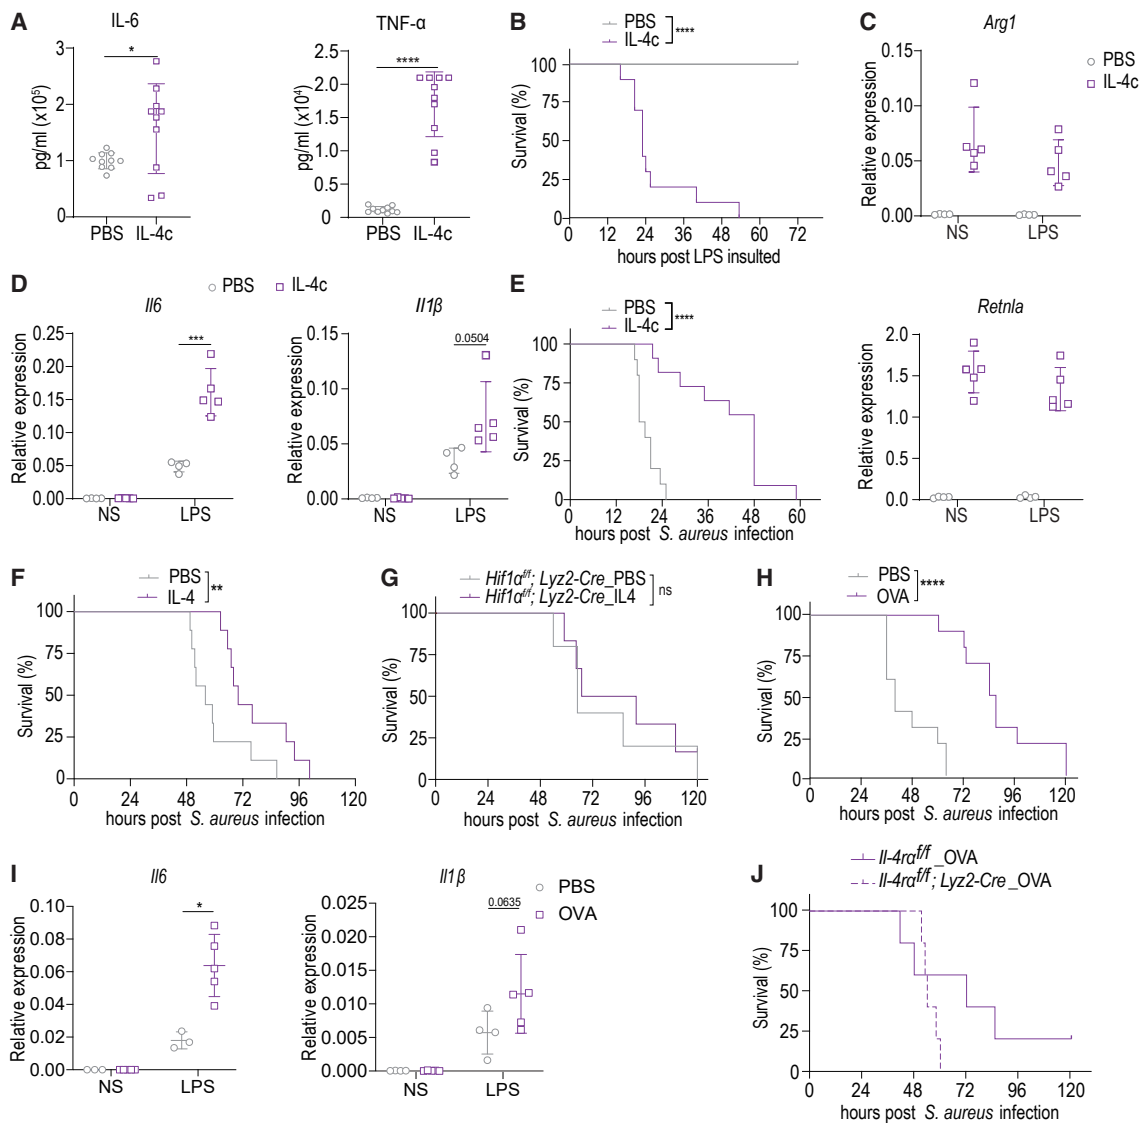 A
IL-6
pg/ml (x10⁵)
3
2
1
0
*
PBS IL-4c
TNF-α
pg/ml (x10⁴)
2.5
2.0
1.5
1.0
0.5
0
****
PBS IL-4c
B
PBS
IL-4c
****
Survival (%)
100
75
50
25
0
0 12 24 36 48 60 72
hours post LPS insulted
C
Arg1
PBS
IL-4c
Relative expression
0.15
0.10
0.05
0.00
NS LPS
Retnla
Relative expression
2.0
1.5
1.0
0.5
0.0
NS LPS
D
PBS IL-4c
Il6
Relative expression
0.25
0.20
0.15
0.10
0.05
0.00
***
NS LPS
Il1β
Relative expression
0.15
0.10
0.05
0.00
0.0504
NS LPS
E
PBS
IL-4c
****
Survival (%)
100
75
50
25
0
0 12 24 36 48 60
hours post S. aureus infection
F
PBS
IL-4
**
Survival (%)
100
75
50
25
0
0 24 48 72 96 120
hours post S. aureus infection
G
Hif1α^f/f; Lyz2-Cre_PBS
Hif1α^f/f; Lyz2-Cre_IL4
ns
Survival (%)
100
75
50
25
0
0 24 48 72 96 120
hours post S. aureus infection
H
PBS
OVA
****
Survival (%)
100
75
50
25
0
0 24 48 72 96 120
hours post S. aureus infection
I
Il6
Relative expression
0.10
0.08
0.06
0.04
0.02
0.00
*
NS LPS
Il1β
PBS
OVA
Relative expression
0.025
0.020
0.015
0.010
0.005
0.000
0.0635
NS LPS
J
Il-4rα^f/f_OVA
Il-4rα^f/f; Lyz2-Cre_OVA
Survival (%)
100
75
50
25
0
0 24 48 72 96 120
hours post S. aureus infection